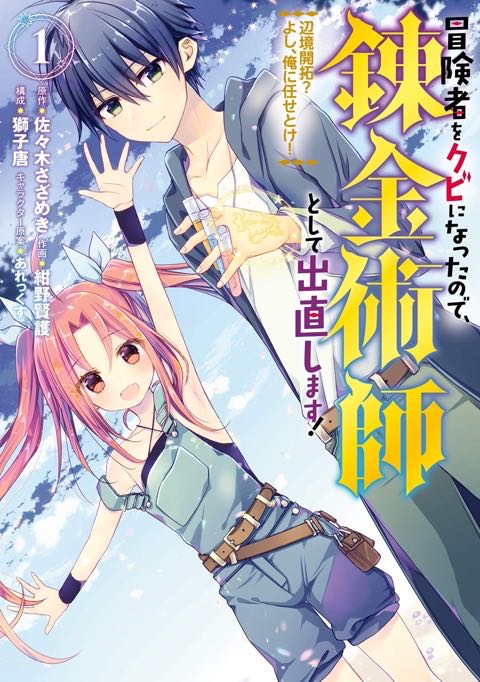 冒険者をクビになったので、
錬金術師
として出直します!
辺境開拓?
よし、俺に任せとけ!
1
原作・佐々木さざめき
作画・紺野賢護
構成・獅子唐
キャラクター原案・あれっくす